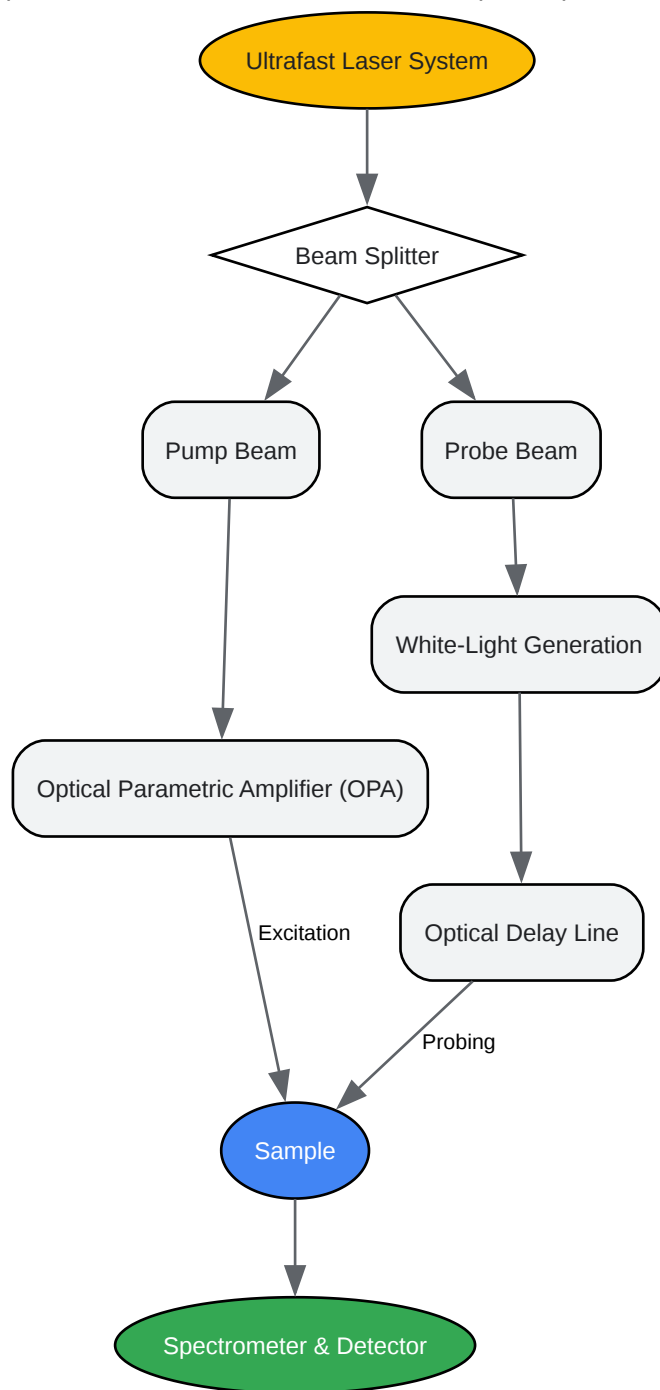 Ultrafast Laser System
Beam Splitter
Pump Beam
Probe Beam
White-Light Generation
Optical Parametric Amplifier (OPA)
Optical Delay Line
Excitation
Probing
Sample
Spectrometer & Detector